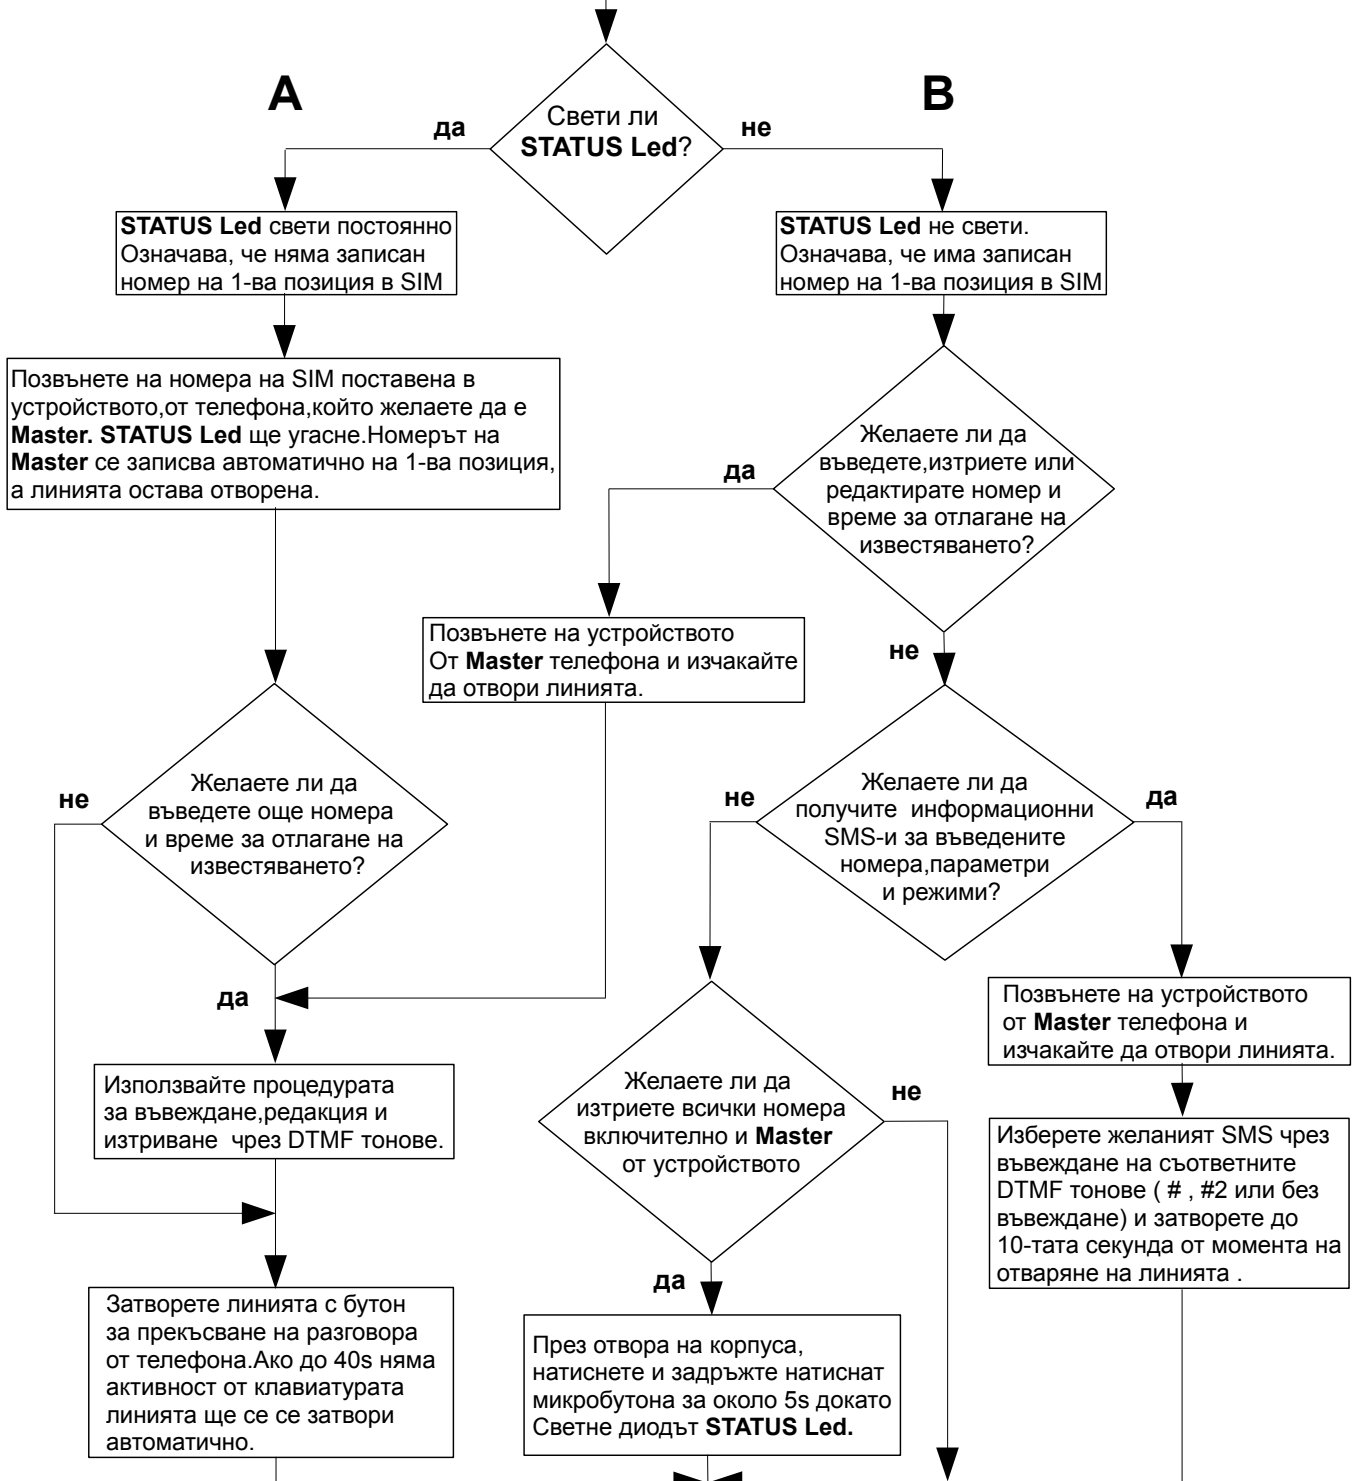 A
B
Свети ли
STATUS Led?
да
не
STATUS Led свети постоянно
Означава, че няма записан
номер на 1-ва позиция в SIM
STATUS Led не свети.
Означава, че има записан
номер на 1-ва позиция в SIM
Позвънете на номера на SIM поставена в
устройството,от телефона,който желаете да е
Master. STATUS Led ще угасне.Номерът на
Master се записва автоматично на 1-ва позиция,
а линията остава отворена.
Желаете ли да
въведете,изтриете или
редактирате номер и
време за отлагане на
известяването?
да
не
Позвънете на устройството
От Master телефона и изчакайте
да отвори линията.
Желаете ли да
въведете още номера
и време за отлагане на
известяването?
не
да
Желаете ли да
получите  информационни
SMS-и за въведените
номера,параметри
и режими?
не
да
Позвънете на устройството
от Master телефона и
изчакайте да отвори линията.
Използвайте процедурата
за въвеждане,редакция и
изтриване  чрез DTMF тонове.
Желаете ли да
изтриете всички номера
включително и Master
от устройството
не
да
Изберете желаният SMS чрез
въвеждане на съответните
DTMF тонове ( # , #2 или без
въвеждане) и затворете до
10-тата секунда от момента на
отваряне на линията .
Затворете линията с бутон
за прекъсване на разговора
от телефона.Ако до 40s няма
активност от клавиатурата
линията ще се се затвори
автоматично.
През отвора на корпуса,
натиснете и задръжте натиснат
микробутона за около 5s докато
Светне диодът STATUS Led.